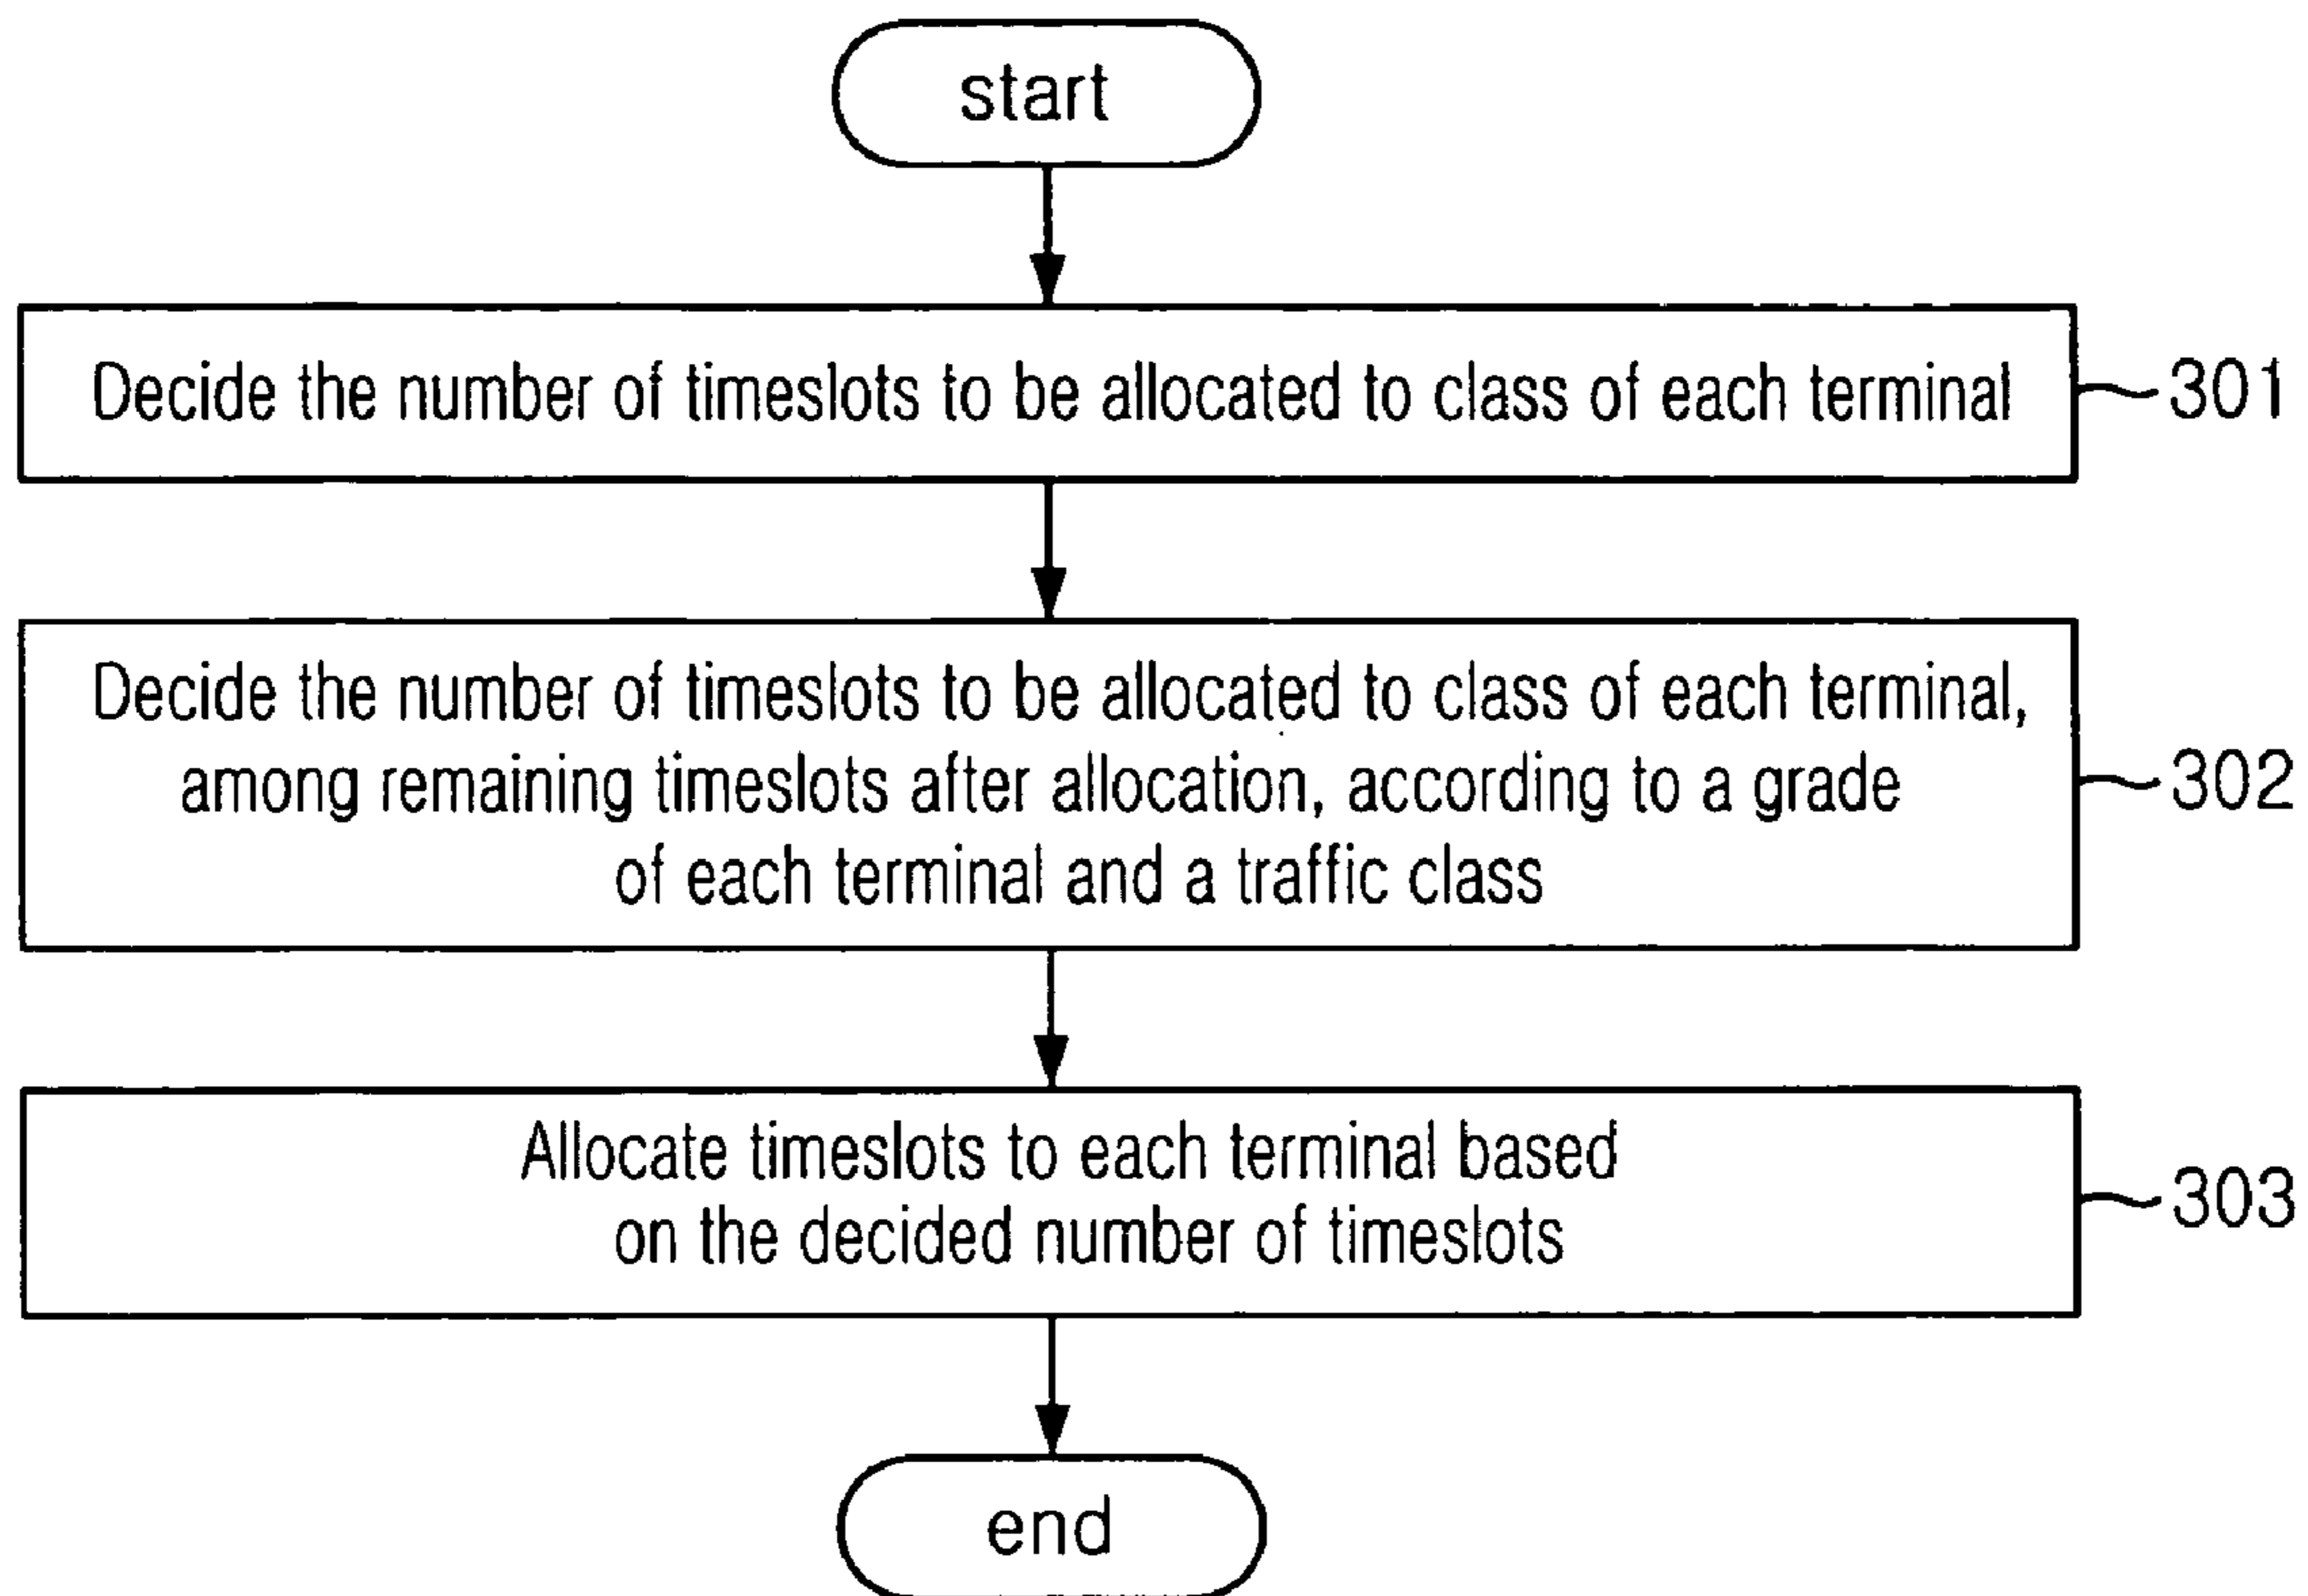 start
Decide the number of timeslots to be allocated to class of each terminal
301
Decide the number of timeslots to be allocated to class of each terminal,
among remaining timeslots after allocation, according to a grade
of each terminal and a traffic class
302
Allocate timeslots to each terminal based
on the decided number of timeslots
303
end